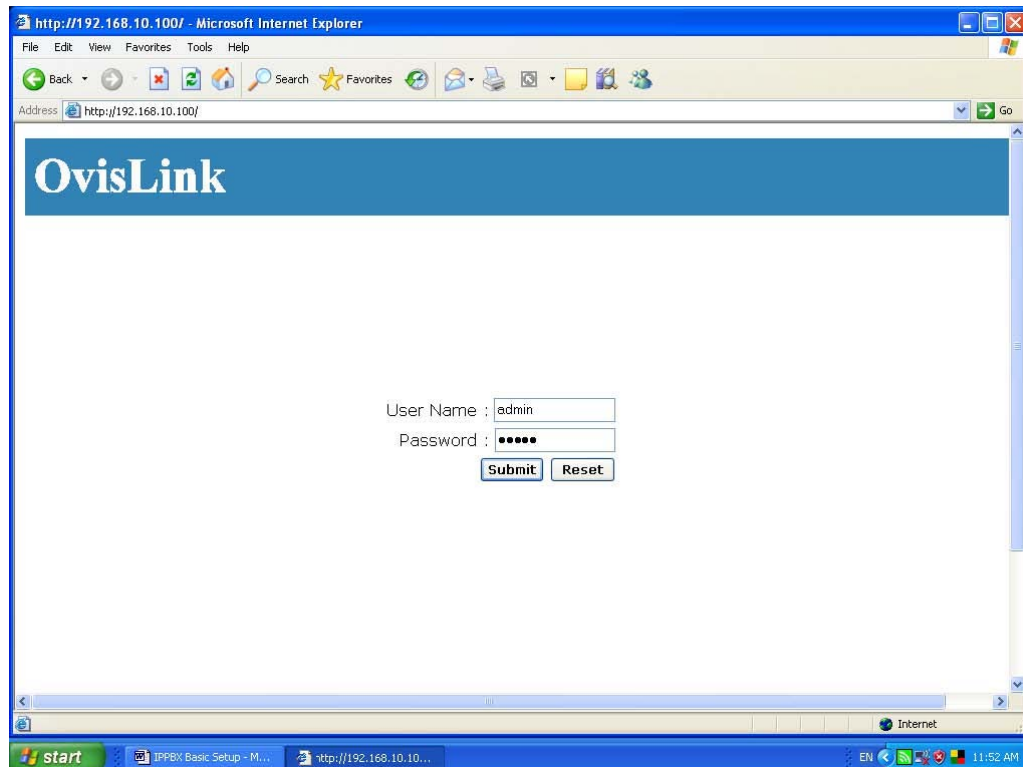 http://192.168.10.100/ - Microsoft Internet Explorer
File Edit View Favorites Tools Help
Back Search Favorites
Address http://192.168.10.100/ Go
OvisLink
User Name : admin
Password : •••••
Submit Reset
Internet
start IPPBX Basic Setup - M... http://192.168.10.10... EN 11:52 AM